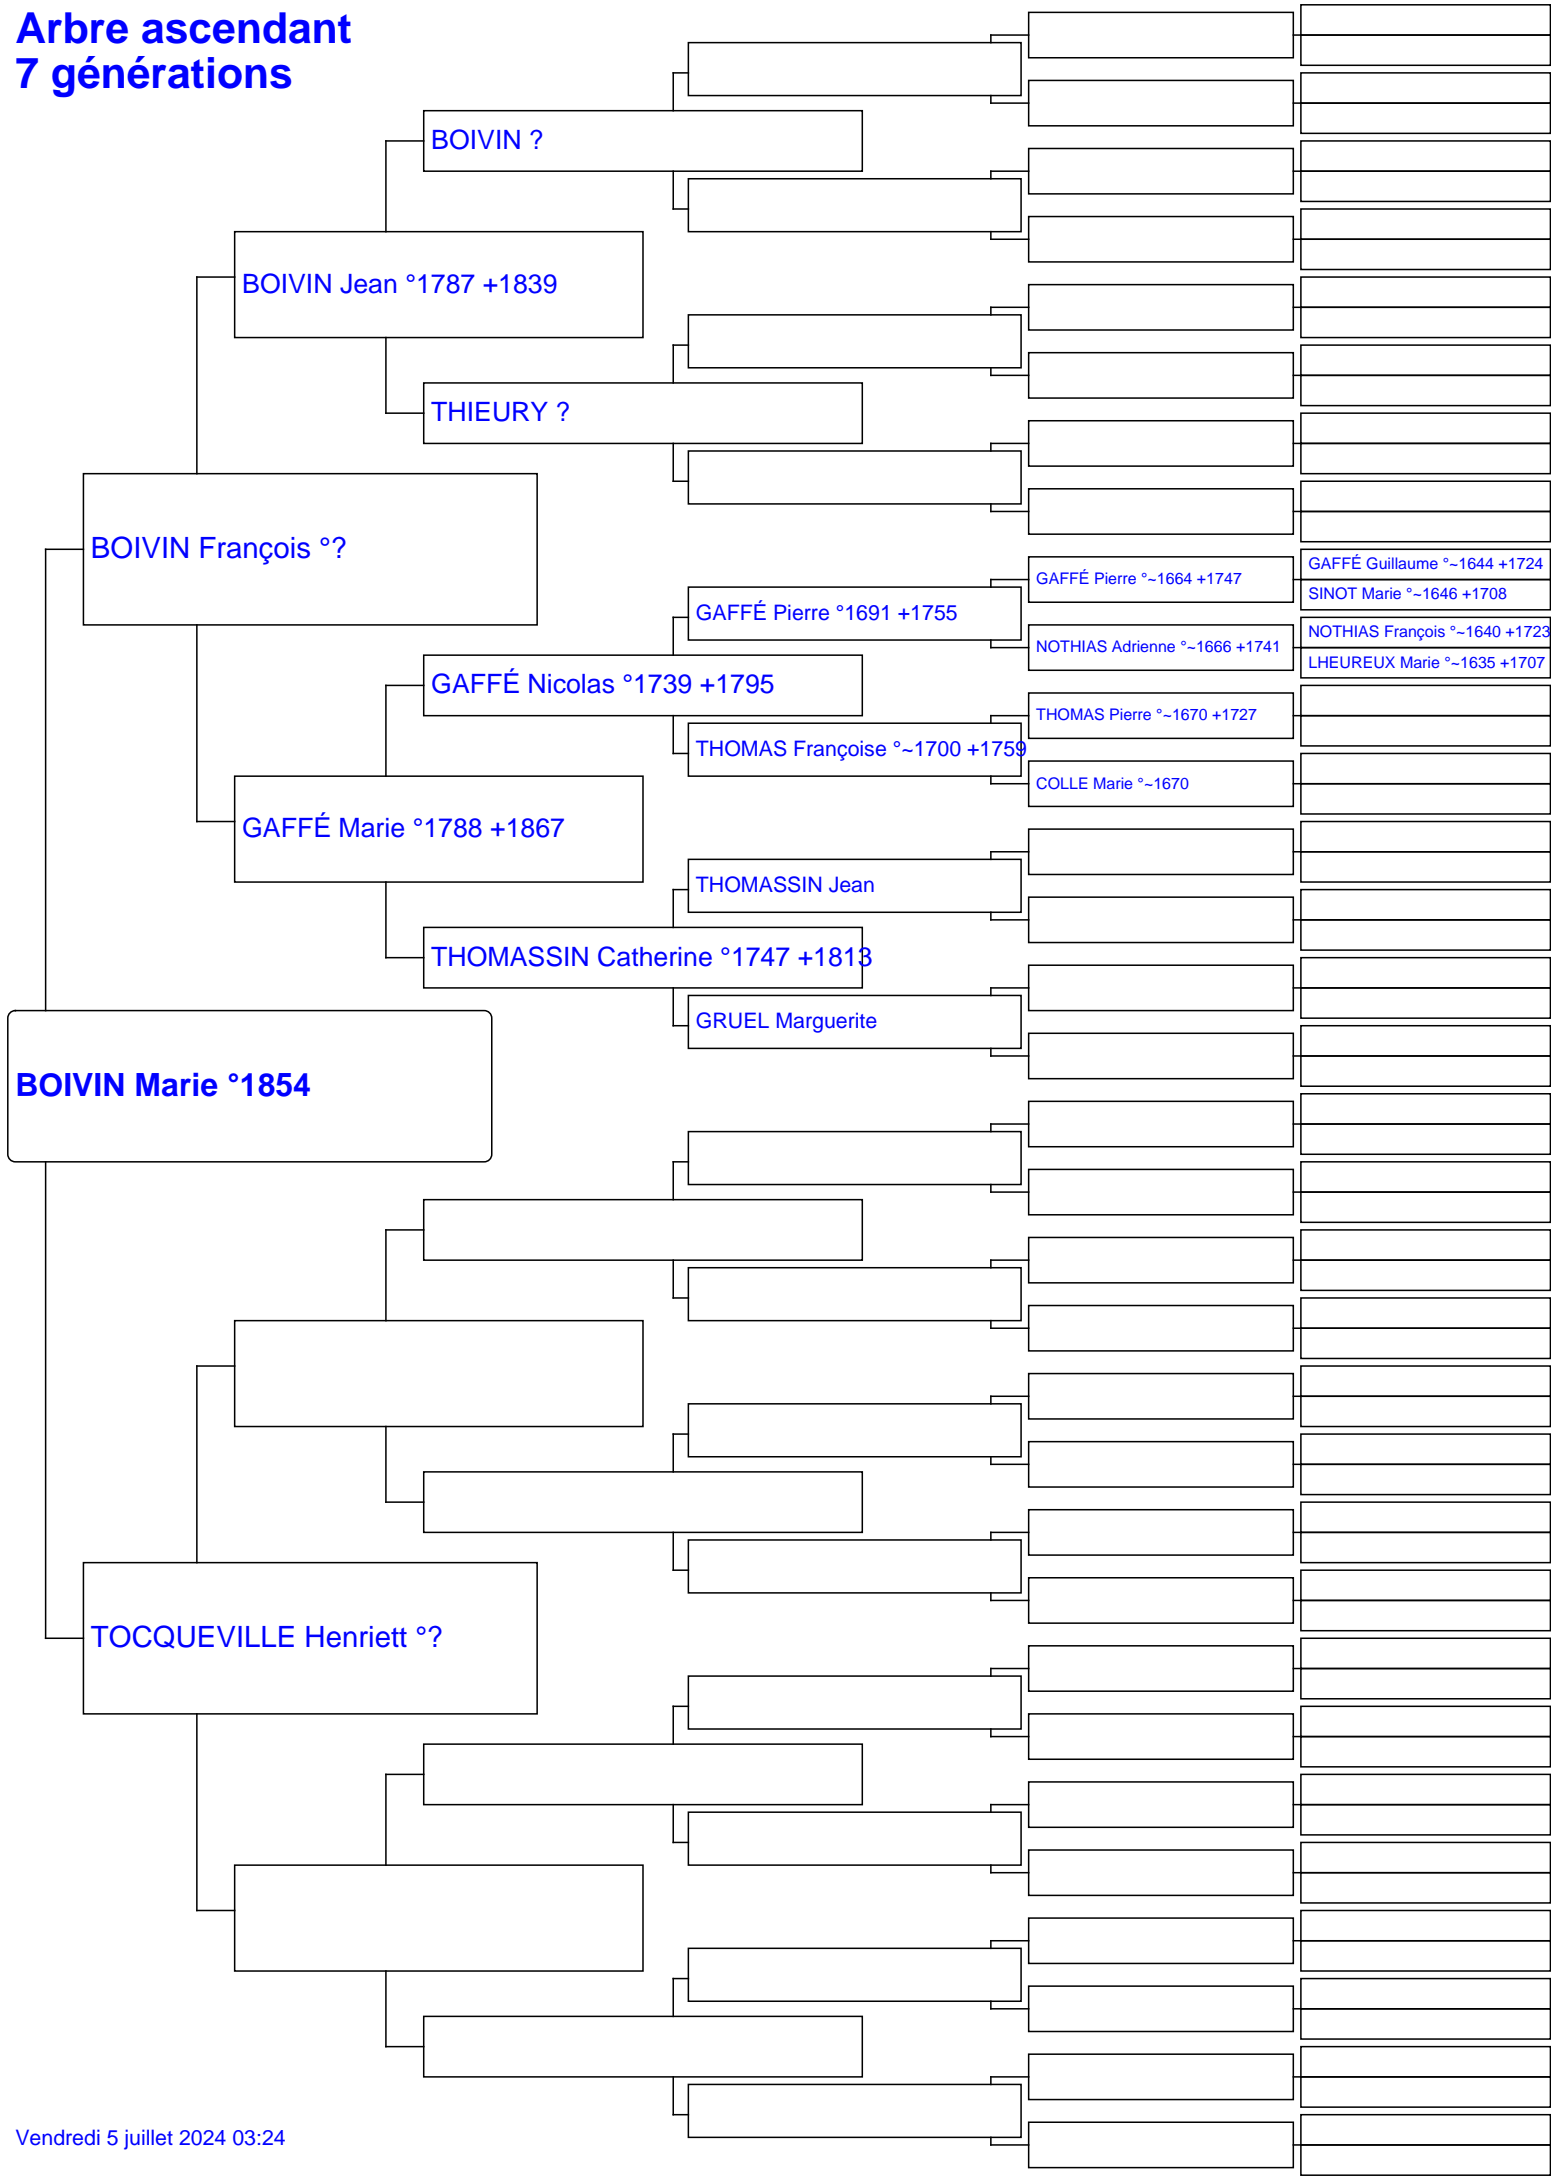 Arbre ascendant
7 générations
BOIVIN ?
BOIVIN Jean °1787 +1839
THIEURY ?
BOIVIN François °?
GAFFÉ Guillaume °~1644 +1724
GAFFÉ Pierre °~1664 +1747
SINOT Marie °~1646 +1708
GAFFÉ Pierre °1691 +1755
NOTHIAS François °~1640 +1723
NOTHIAS Adrienne °~1666 +1741
LHEUREUX Marie °~1635 +1707
GAFFÉ Nicolas °1739 +1795
THOMAS Pierre °~1670 +1727
THOMAS Françoise °~1700 +1759
COLLE Marie °~1670
GAFFÉ Marie °1788 +1867
THOMASSIN Jean
THOMASSIN Catherine °1747 +1813
GRUEL Marguerite
BOIVIN Marie °1854
TOCQUEVILLE Henriett °?
Vendredi 5 juillet 2024 03:24